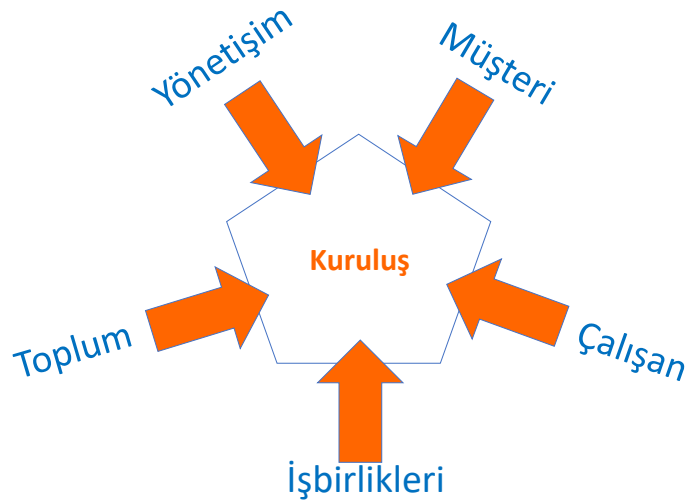 Yönetişim
Müşteri
Kuruluş
Toplum
Çalışan
İşbirlikleri